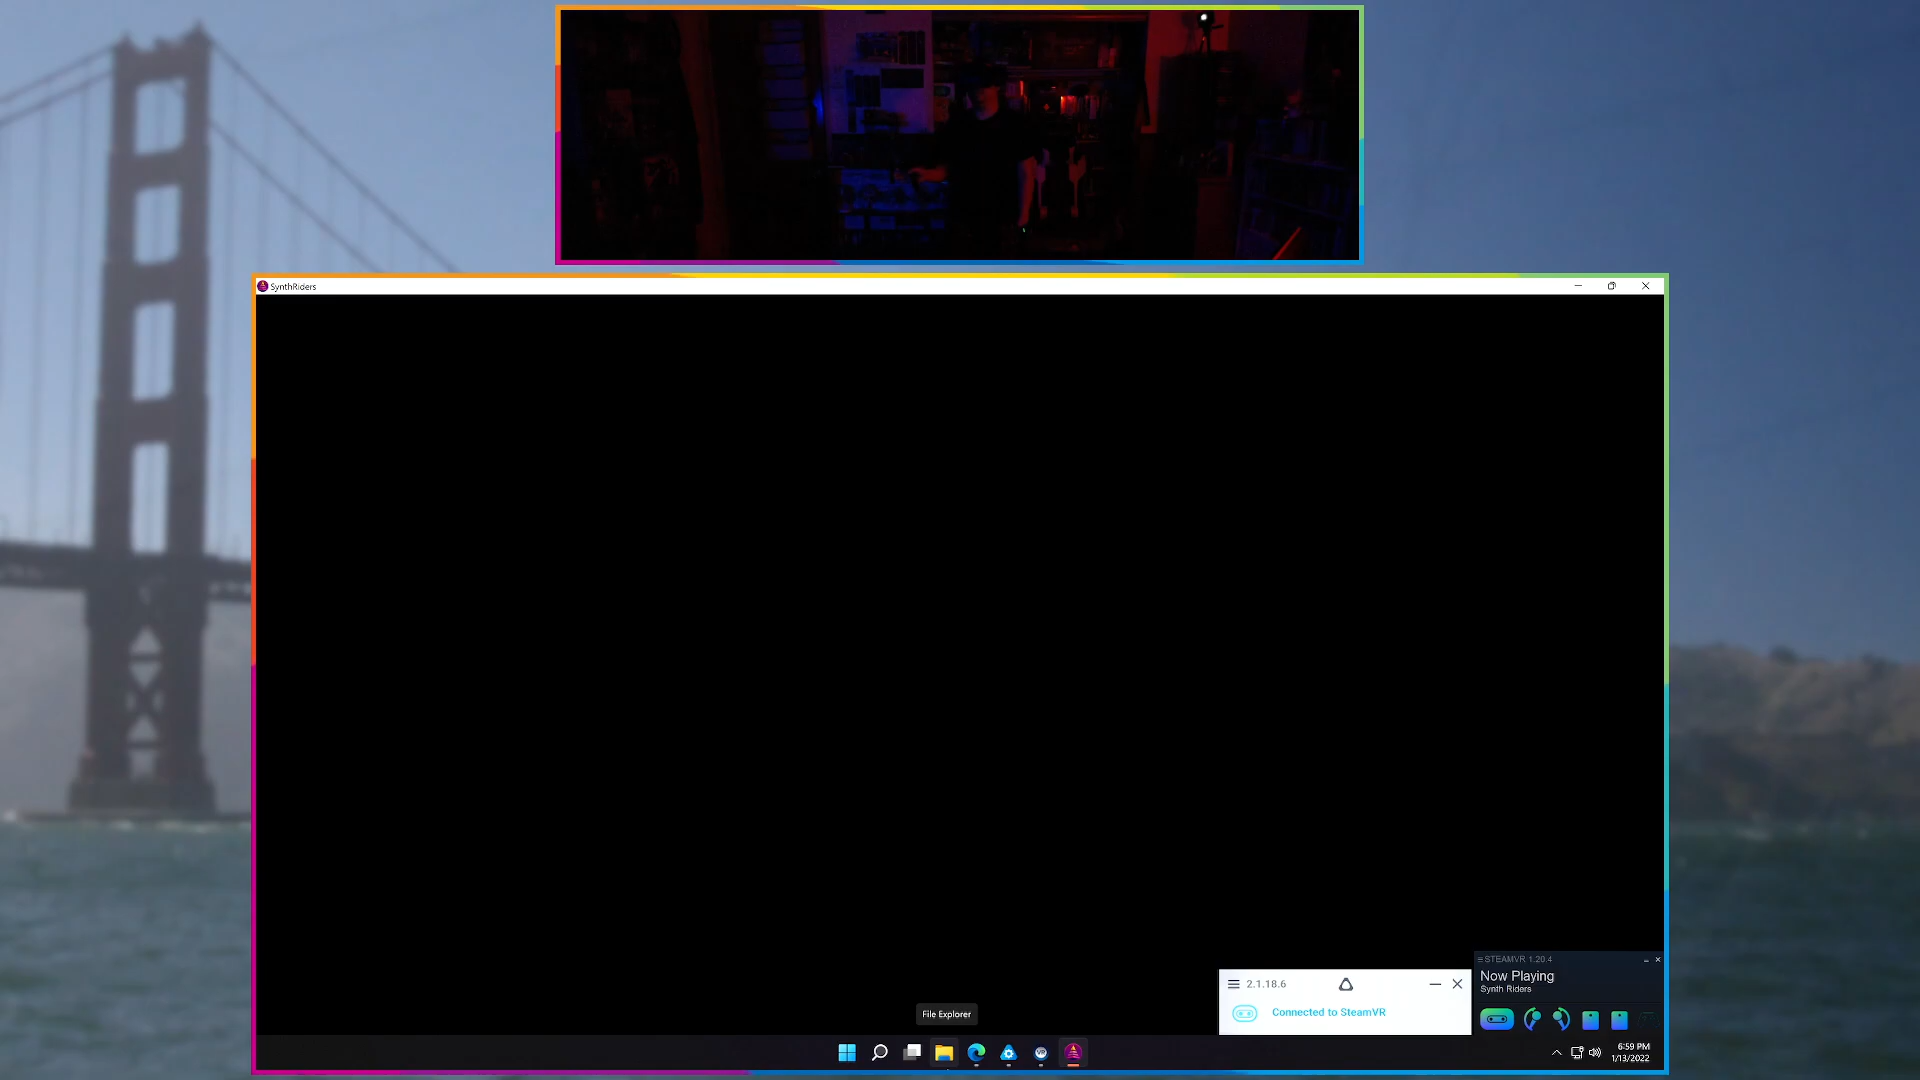 SynthRiders
STEAMVR 1.20.4
Now Playing
Synth Riders
2.1.18.6
Connected to SteamVR
File Explorer
6:59 PM
1/13/2022